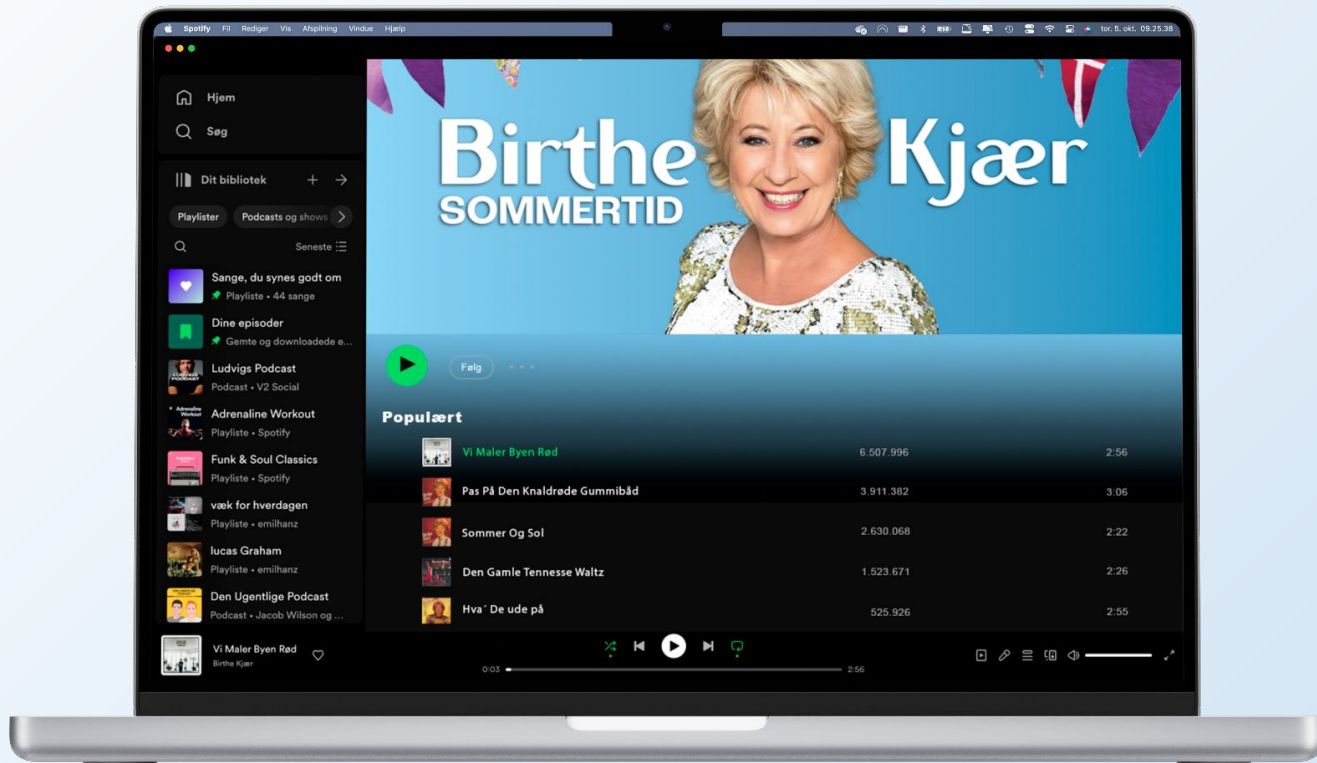 Spotify Fil Rediger Vis Afspilning Vindue Hjælp
tor. 5. okt. 09.25.38
Hjem
Søg
Dit bibliotek
Playlister Podcasts og shows
Seneste
Sange, du synes godt om
Playliste • 44 sange
Dine episoder
Gemte og downloadede e...
Ludvigs Podcast
Podcast • V2 Social
Adrenaline Workout
Playliste • Spotify
Funk & Soul Classics
Playliste • Spotify
væk for hverdagen
Playliste • emilhanz
lucas Graham
Playliste • emilhanz
Den Ugentlige Podcast
Podcast • Jacob Wilson og ...
Birthe Kjær
SOMMERTID
Følg
Populært
Vi Maler Byen Rød 6.507.996 2:56
Pas På Den Knaldrøde Gummibåd 3.911.382 3:06
Sommer Og Sol 2.630.068 2:22
Den Gamle Tennesse Waltz 1.523.671 2:26
Hva´ De ude på 525.926 2:55
Vi Maler Byen Rød
Birthe Kjær
0:03 2:56